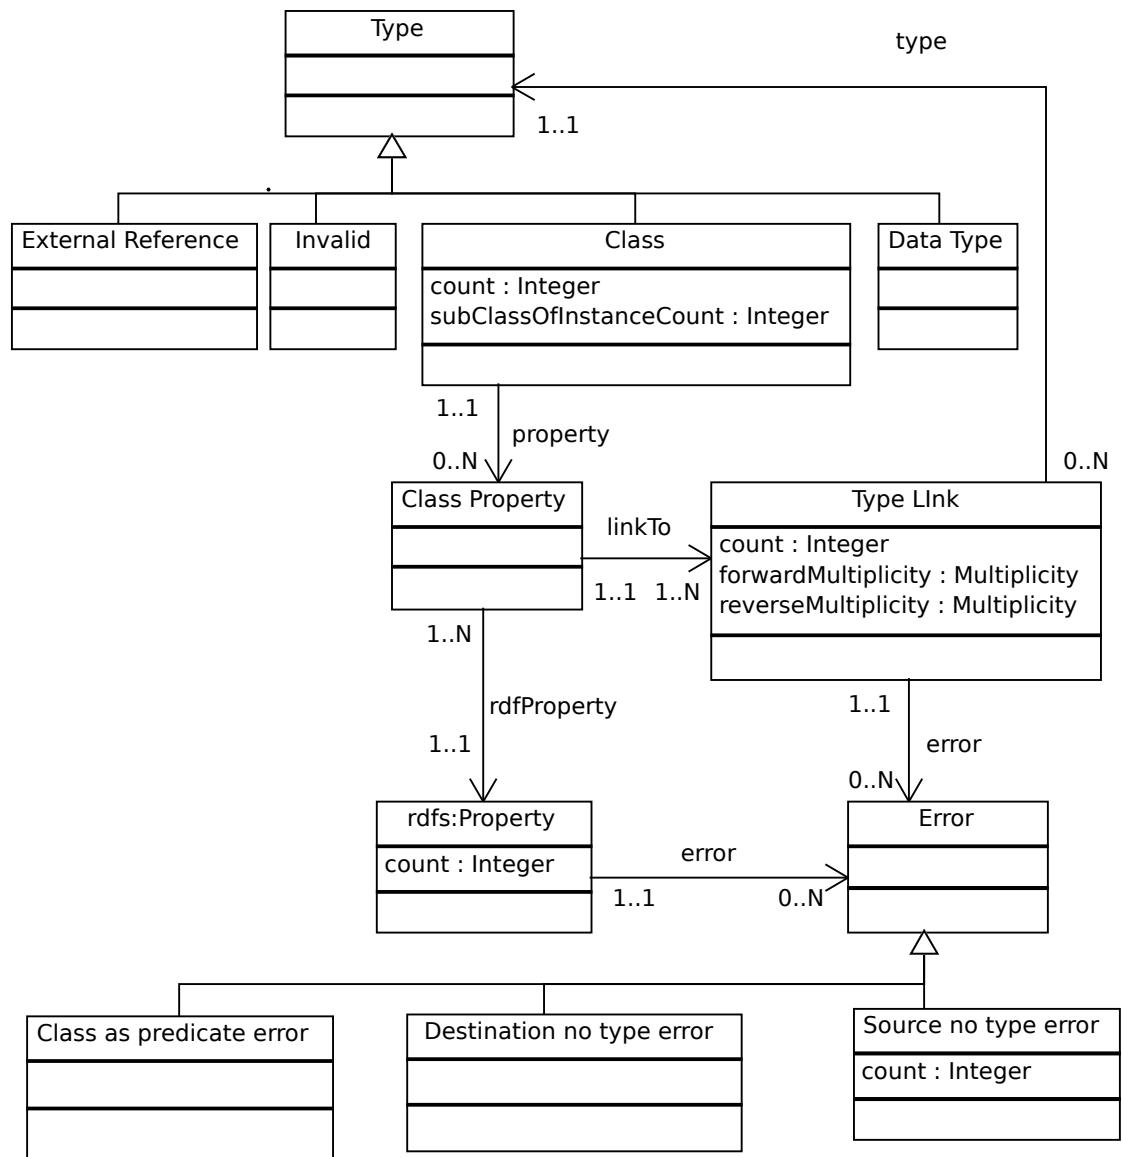 Type
type
1..1
External Reference
Invalid
Class
Data Type
count : Integer
subClassOfInstanceCount : Integer
1..1
property
0..N
0..N
Class Property
Type LInk
linkTo
count : Integer
forwardMultiplicity : Multiplicity
reverseMultiplicity : Multiplicity
1..1
1..N
1..N
rdfProperty
1..1
1..1
error
0..N
rdfs:Property
Error
count : Integer
error
1..1
0..N
Class as predicate error
Destination no type error
Source no type error
count : Integer